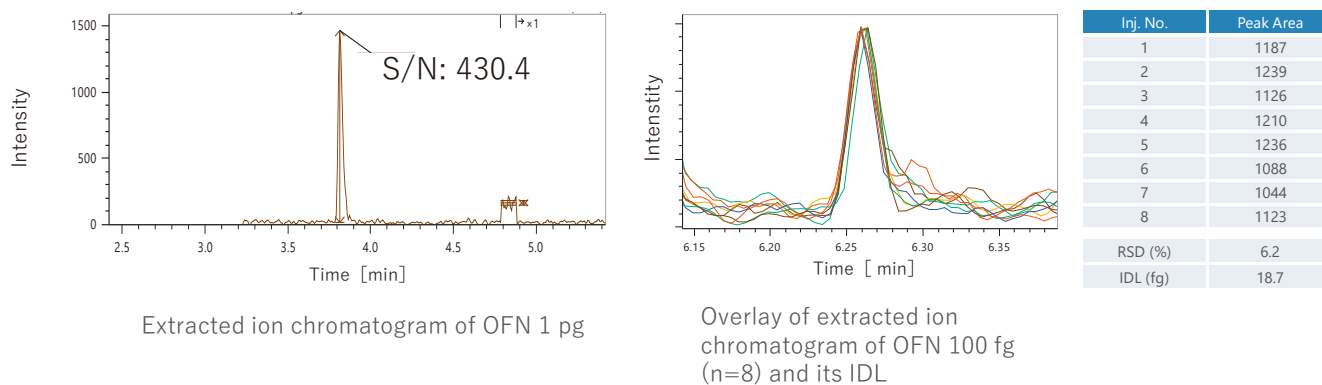 S/N: 430.4
→×1
Intensity
1500
1000
500
0
2.5 3.0 3.5 4.0 4.5 5.0
Time [min]
Extracted ion chromatogram of OFN 1 pg
Intenstity
6.15 6.20 6.25 6.30 6.35
Time [ min]
Overlay of extracted ion
chromatogram of OFN 100 fg
(n=8) and its IDL
Inj. No. Peak Area
1 1187
2 1239
3 1126
4 1210
5 1236
6 1088
7 1044
8 1123
RSD (%) 6.2
IDL (fg) 18.7